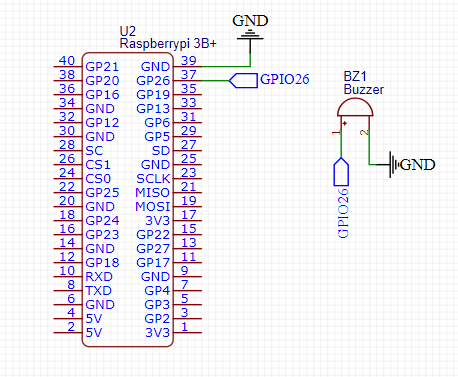 GND
U2
Raspberrypi 3B+
40 GP21 GND 39
38 GP20 GP26 37 GPIO26
36 GP16 GP19 35
34 GND GP13 33
32 GP12 GP6 31
30 GND GP5 29
28 SC SD 27
26 CS1 GND 25
24 CS0 SCLK 23
22 GP25 MISO 21
20 GND MOSI 19
18 GP24 3V3 17
16 GP23 GP22 15
14 GND GP27 13
12 GP18 GP17 11
10 RXD GND 9
8 TXD GP4 7
6 GND GP3 5
4 5V GP2 3
2 5V 3V3 1
BZ1
Buzzer
+
1 2
GND
GPIO26